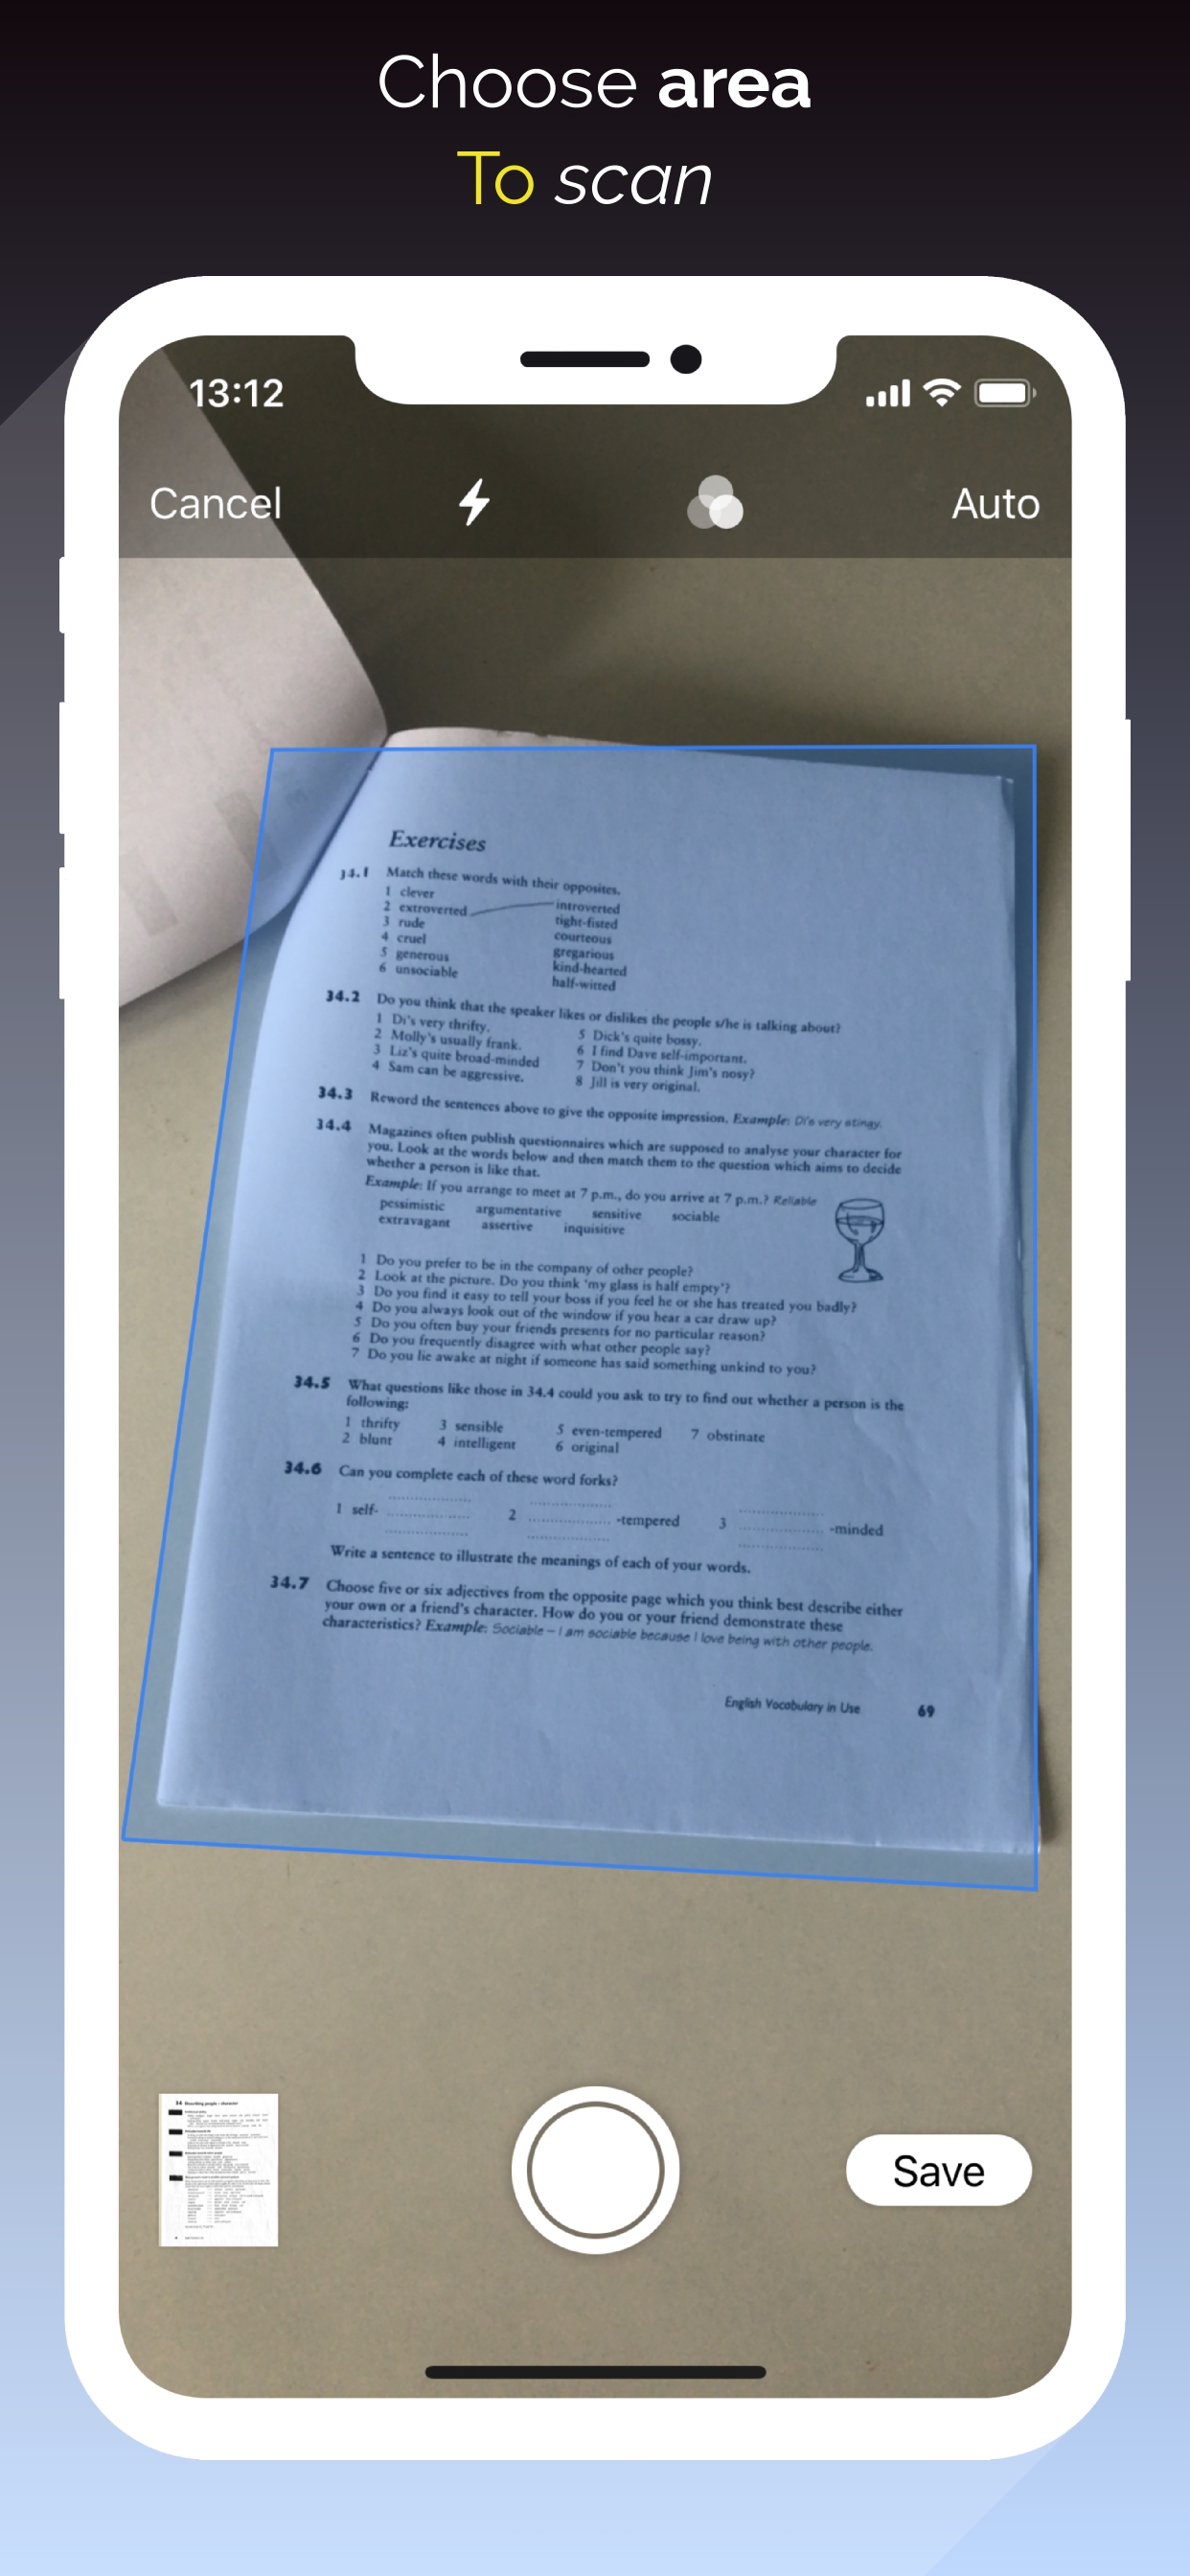 Choose area
To scan
13:12
Cancel
Auto
Exercises
34.1 Match these words with their opposites.
1 clever
2 extroverted introverted
3 rude tight-fisted
4 cruel courteous
5 generous gregarious
6 unsociable kind-hearted
half-witted
34.2 Do you think that the speaker likes or dislikes the people s/he is talking about?
1 Di's very thrifty. 5 Dick's quite bossy.
2 Molly's usually frank. 6 I find Dave self-important.
3 Liz's quite broad-minded 7 Don't you think Jim's nosy?
4 Sam can be aggressive. 8 Jill is very original.
34.3 Reword the sentences above to give the opposite impression. Example: Di's very stingy.
34.4 Magazines often publish questionnaires which are supposed to analyse your character for
you. Look at the words below and then match them to the question which aims to decide
whether a person is like that.
Example: If you arrange to meet at 7 p.m., do you arrive at 7 p.m.? Reliable
pessimistic argumentative sensitive sociable
extravagant assertive inquisitive
1 Do you prefer to be in the company of other people?
2 Look at the picture. Do you think 'my glass is half empty'?
3 Do you find it easy to tell your boss if you feel he or she has treated you badly?
4 Do you always look out of the window if you hear a car draw up?
5 Do you often buy your friends presents for no particular reason?
6 Do you frequently disagree with what other people say?
7 Do you lie awake at night if someone has said something unkind to you?
34.5 What questions like those in 34.4 could you ask to try to find out whether a person is the
following:
1 thrifty 3 sensible 5 even-tempered 7 obstinate
2 blunt 4 intelligent 6 original
34.6 Can you complete each of these word forks?
1 self- 2 -tempered 3 -minded
Write a sentence to illustrate the meanings of each of your words.
34.7 Choose five or six adjectives from the opposite page which you think best describe either
your own or a friend's character. How do you or your friend demonstrate these
characteristics? Example: Sociable – I am sociable because I love being with other people.
English Vocabulary in Use 69
34 Describing people – character
Save